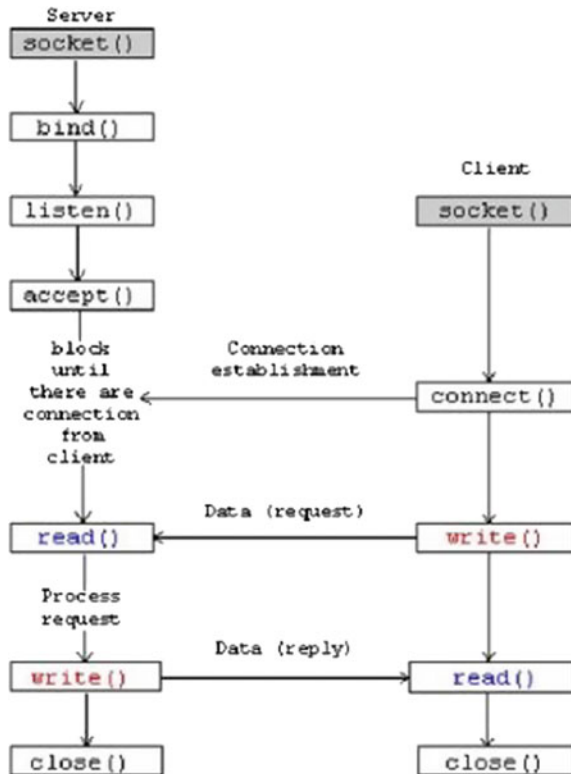 Server
socket()
bind()
listen()
Client
socket()
accept()
block
until
there are
connection
from
client
Connection
establishment
connect()
Data (request)
read()
write()
Process
request
Data (reply)
write()
read()
close()
close()